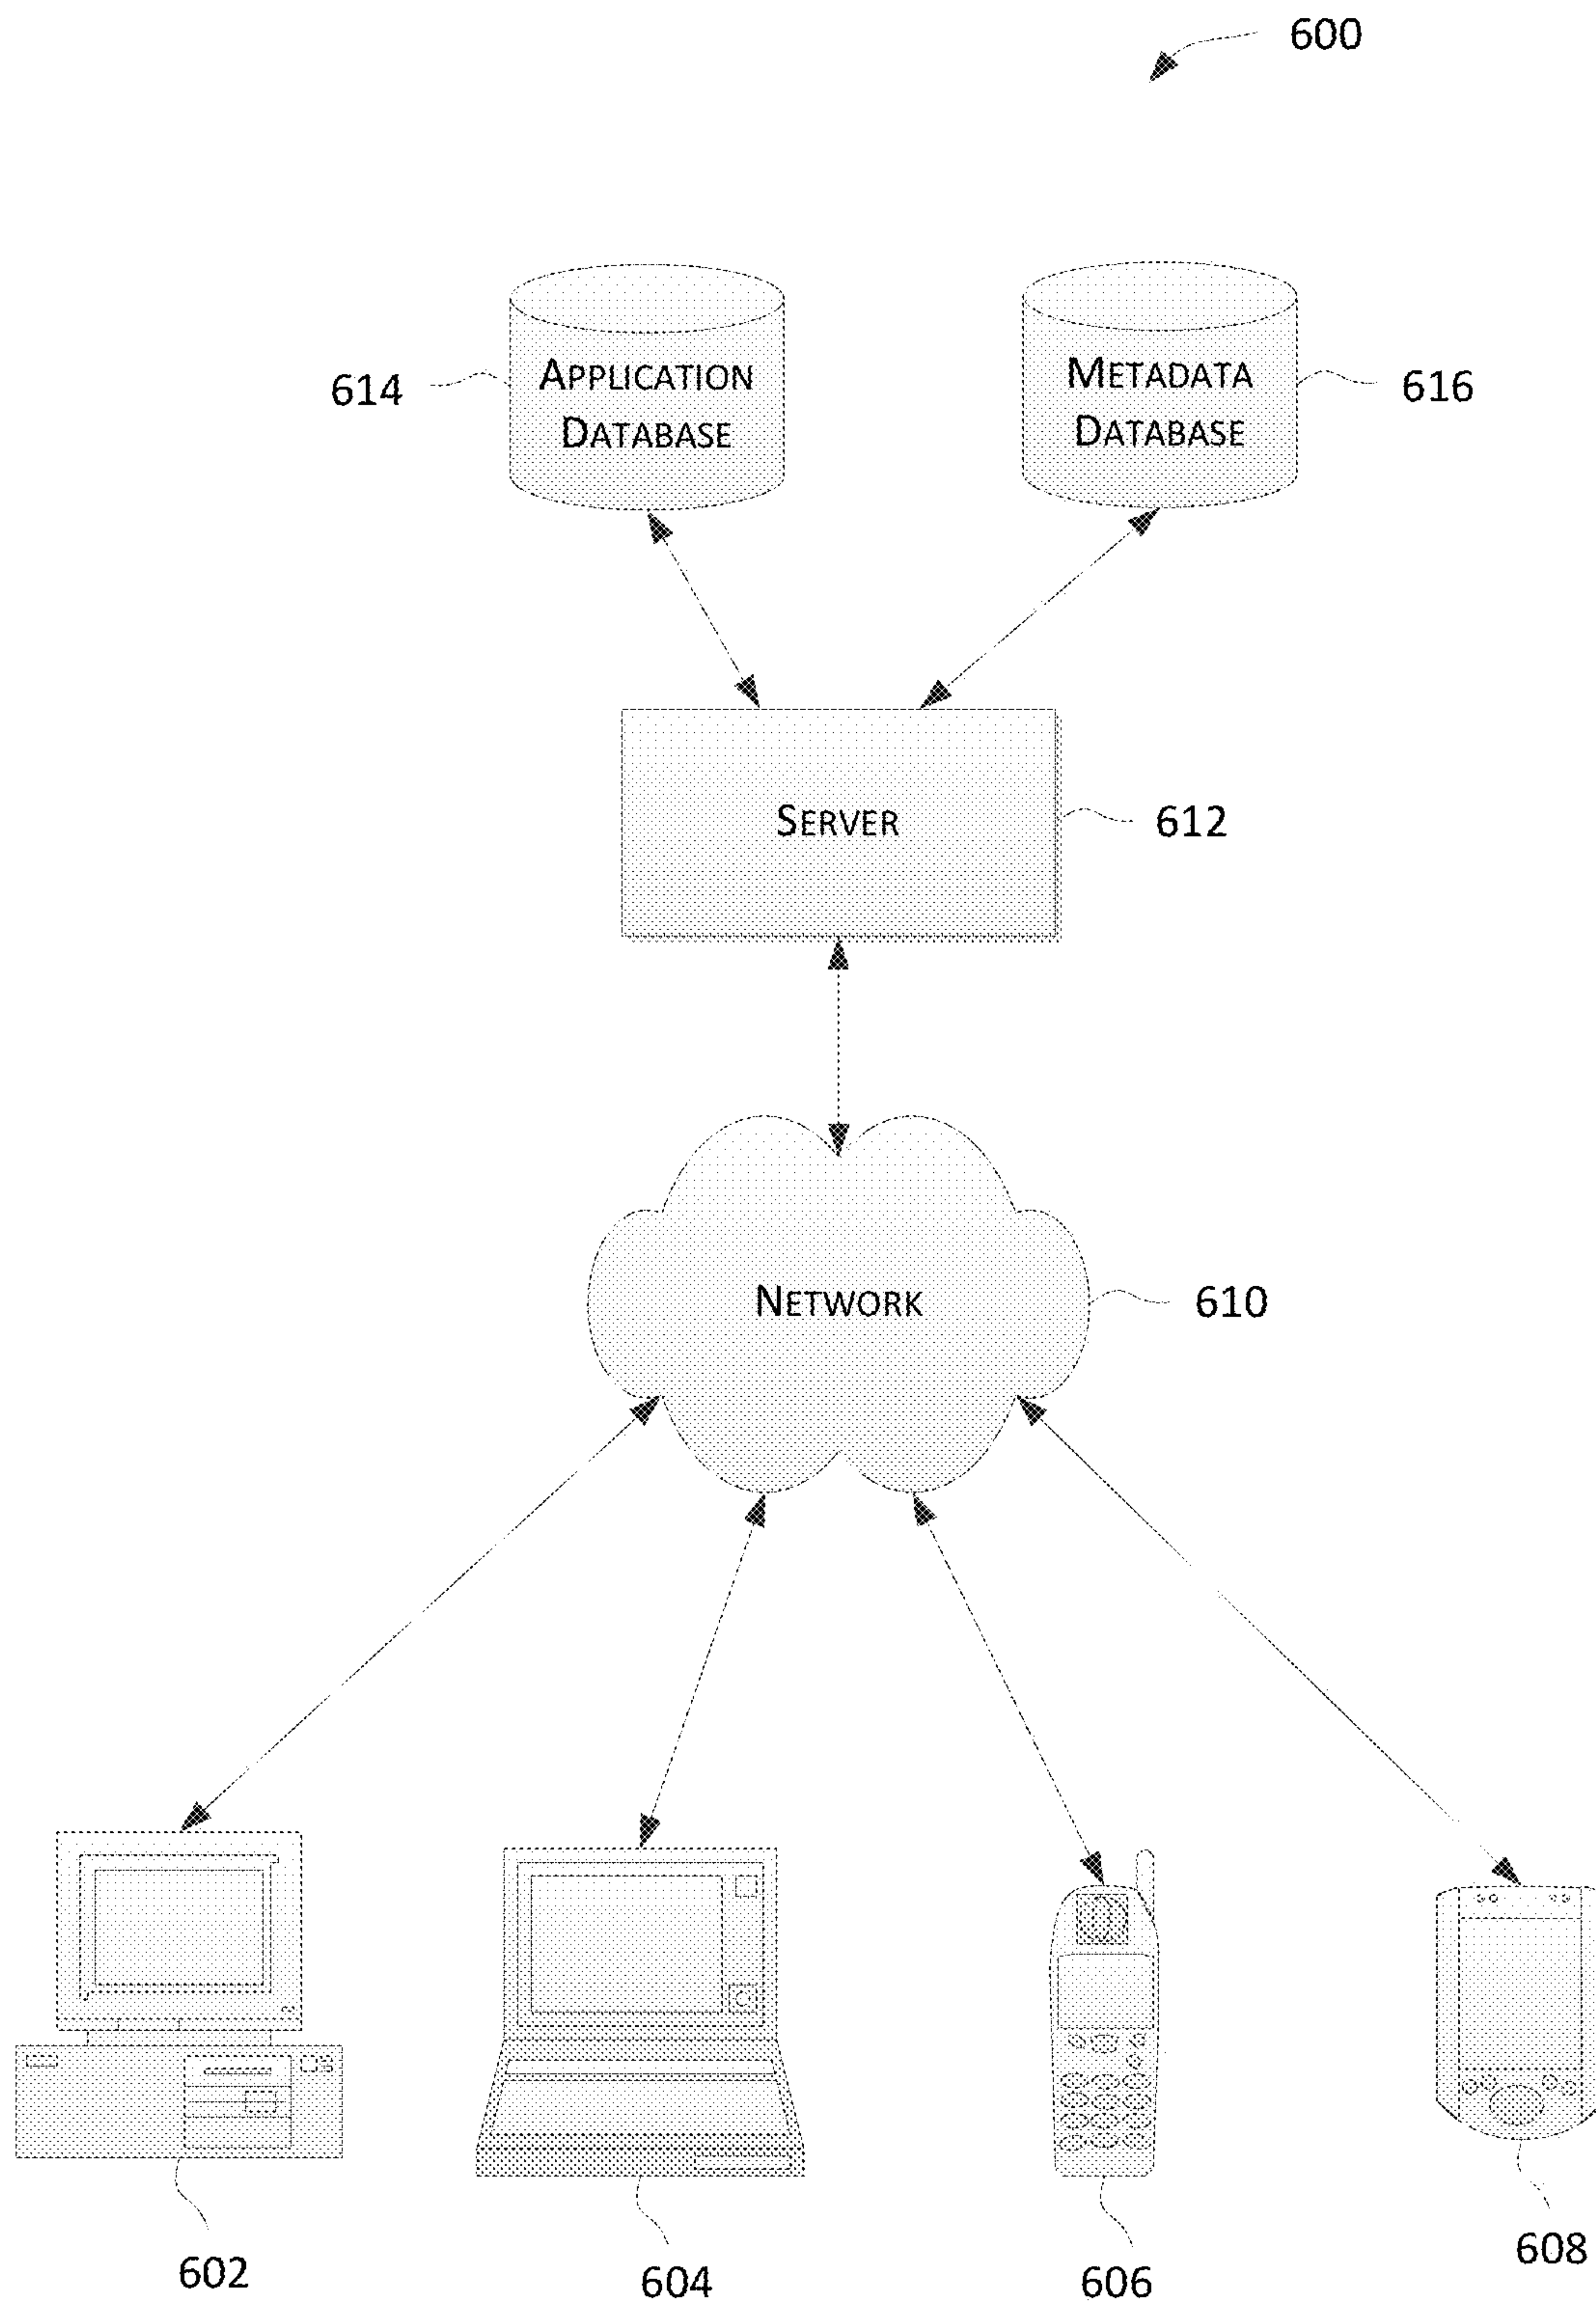 600
APPLICATION
DATABASE
614
METADATA
DATABASE
616
SERVER
612
NETWORK
610
602
604
606
608